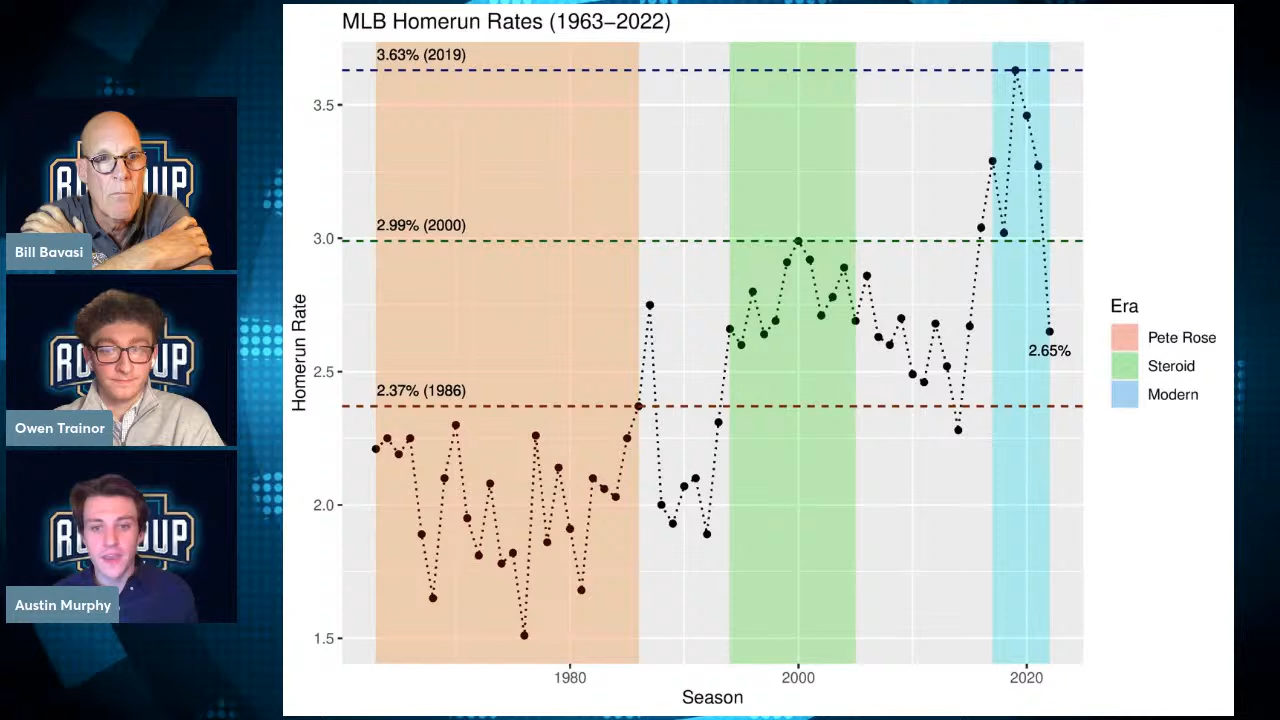 MLB Homerun Rates (1963−2022)
3.63% (2019)
3.5
2.99% (2000)
3.0
2.65%
2.5
2.37% (1986)
2.0
1.5
Homerun Rate
1980
2000
2020
Season
Era
Pete Rose
Steroid
Modern
Bill Bavasi
Owen Trainor
Austin Murphy